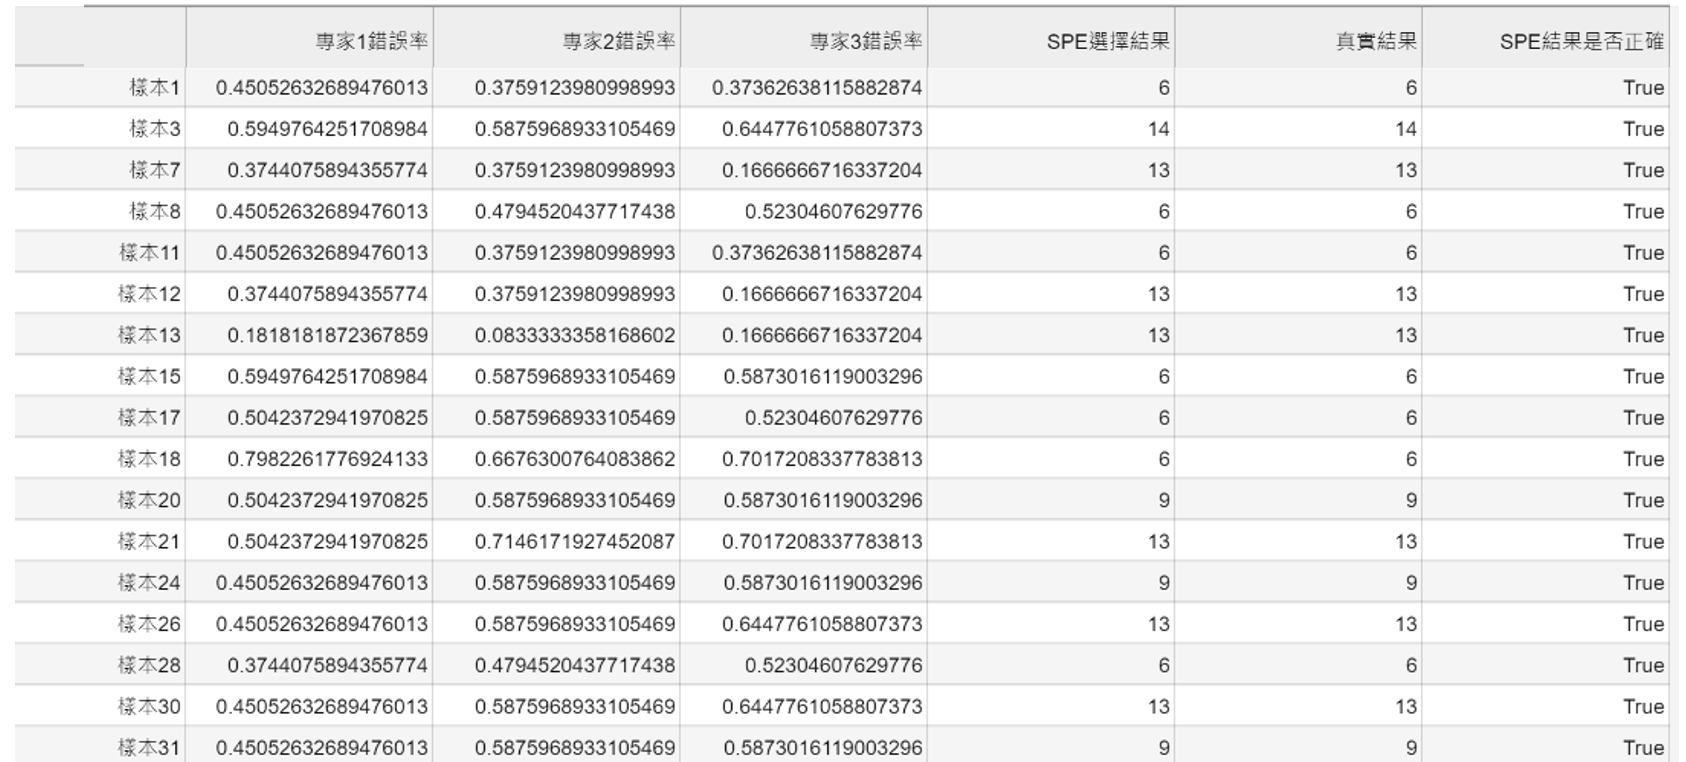 專家1錯誤率 專家2錯誤率 專家3錯誤率 SPE選擇結果 真實結果 SPE結果是否正確
樣本1 0.45052632689476013 0.3759123980998993 0.37362638115882874 6 6 True
樣本3 0.5949764251708984 0.5875968933105469 0.6447761058807373 14 14 True
樣本7 0.3744075894355774 0.3759123980998993 0.1666666716337204 13 13 True
樣本8 0.45052632689476013 0.4794520437717438 0.52304607629776 6 6 True
樣本11 0.45052632689476013 0.3759123980998993 0.37362638115882874 6 6 True
樣本12 0.3744075894355774 0.3759123980998993 0.1666666716337204 13 13 True
樣本13 0.1818181872367859 0.0833333358168602 0.1666666716337204 13 13 True
樣本15 0.5949764251708984 0.5875968933105469 0.5873016119003296 6 6 True
樣本17 0.5042372941970825 0.5875968933105469 0.52304607629776 6 6 True
樣本18 0.7982261776924133 0.6676300764083862 0.7017208337783813 6 6 True
樣本20 0.5042372941970825 0.5875968933105469 0.5873016119003296 9 9 True
樣本21 0.5042372941970825 0.7146171927452087 0.7017208337783813 13 13 True
樣本24 0.45052632689476013 0.5875968933105469 0.5873016119003296 9 9 True
樣本26 0.45052632689476013 0.5875968933105469 0.6447761058807373 13 13 True
樣本28 0.3744075894355774 0.4794520437717438 0.52304607629776 6 6 True
樣本30 0.45052632689476013 0.5875968933105469 0.6447761058807373 13 13 True
樣本31 0.45052632689476013 0.5875968933105469 0.5873016119003296 9 9 True